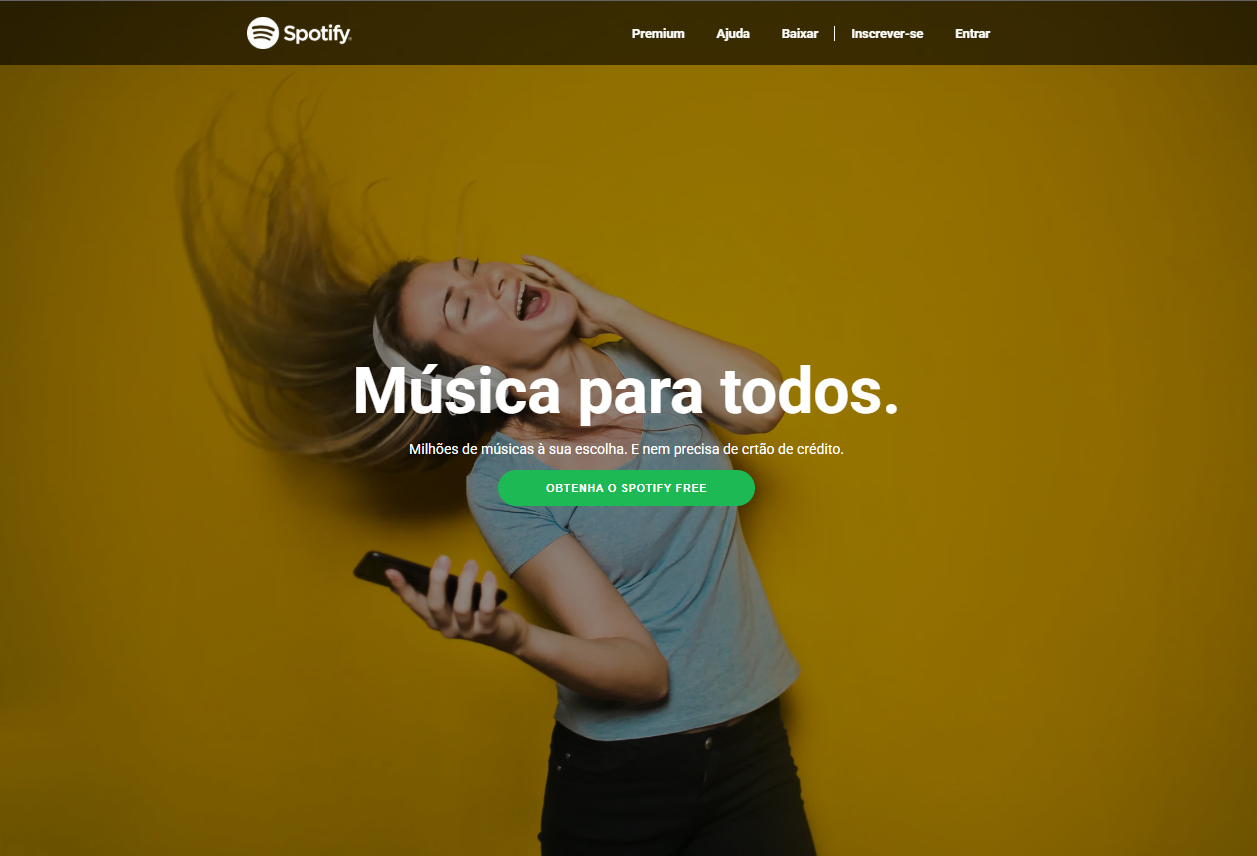 Spotify
Premium Ajuda Baixar Inscrever-se Entrar
Música para todos.
Milhões de músicas à sua escolha. E nem precisa de crtão de crédito.
OBTENHA O SPOTIFY FREE